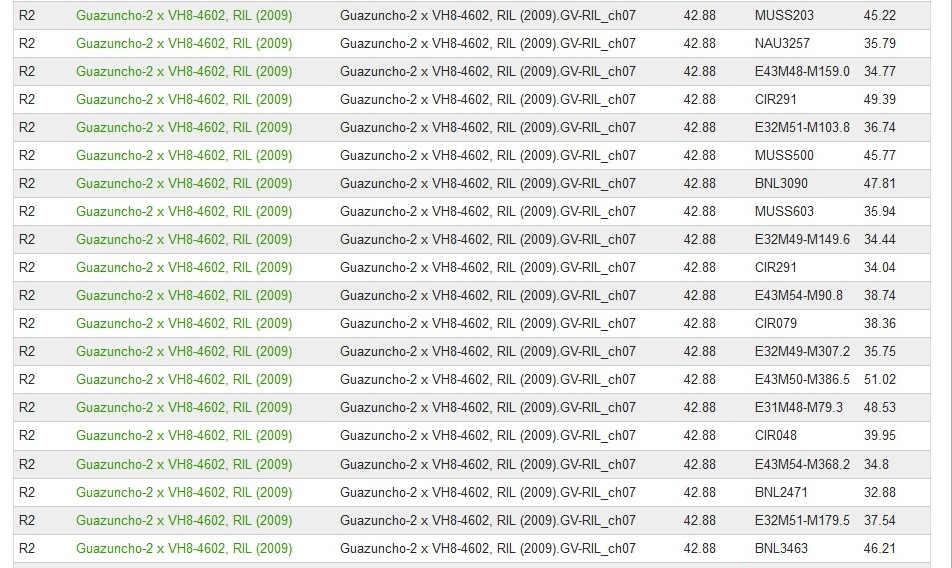 R2 Guazuncho-2 x VH8-4602, RIL (2009) Guazuncho-2 x VH8-4602, RIL (2009).GV-RIL_ch07 42.88 MUSS203 45.22
R2 Guazuncho-2 x VH8-4602, RIL (2009) Guazuncho-2 x VH8-4602, RIL (2009).GV-RIL_ch07 42.88 NAU3257 35.79
R2 Guazuncho-2 x VH8-4602, RIL (2009) Guazuncho-2 x VH8-4602, RIL (2009).GV-RIL_ch07 42.88 E43M48-M159.0 34.77
R2 Guazuncho-2 x VH8-4602, RIL (2009) Guazuncho-2 x VH8-4602, RIL (2009).GV-RIL_ch07 42.88 CIR291 49.39
R2 Guazuncho-2 x VH8-4602, RIL (2009) Guazuncho-2 x VH8-4602, RIL (2009).GV-RIL_ch07 42.88 E32M51-M103.8 36.74
R2 Guazuncho-2 x VH8-4602, RIL (2009) Guazuncho-2 x VH8-4602, RIL (2009).GV-RIL_ch07 42.88 MUSS500 45.77
R2 Guazuncho-2 x VH8-4602, RIL (2009) Guazuncho-2 x VH8-4602, RIL (2009).GV-RIL_ch07 42.88 BNL3090 47.81
R2 Guazuncho-2 x VH8-4602, RIL (2009) Guazuncho-2 x VH8-4602, RIL (2009).GV-RIL_ch07 42.88 MUSS603 35.94
R2 Guazuncho-2 x VH8-4602, RIL (2009) Guazuncho-2 x VH8-4602, RIL (2009).GV-RIL_ch07 42.88 E32M49-M149.6 34.44
R2 Guazuncho-2 x VH8-4602, RIL (2009) Guazuncho-2 x VH8-4602, RIL (2009).GV-RIL_ch07 42.88 CIR291 34.04
R2 Guazuncho-2 x VH8-4602, RIL (2009) Guazuncho-2 x VH8-4602, RIL (2009).GV-RIL_ch07 42.88 E43M54-M90.8 38.74
R2 Guazuncho-2 x VH8-4602, RIL (2009) Guazuncho-2 x VH8-4602, RIL (2009).GV-RIL_ch07 42.88 CIR079 38.36
R2 Guazuncho-2 x VH8-4602, RIL (2009) Guazuncho-2 x VH8-4602, RIL (2009).GV-RIL_ch07 42.88 E32M49-M307.2 35.75
R2 Guazuncho-2 x VH8-4602, RIL (2009) Guazuncho-2 x VH8-4602, RIL (2009).GV-RIL_ch07 42.88 E43M50-M386.5 51.02
R2 Guazuncho-2 x VH8-4602, RIL (2009) Guazuncho-2 x VH8-4602, RIL (2009).GV-RIL_ch07 42.88 E31M48-M79.3 48.53
R2 Guazuncho-2 x VH8-4602, RIL (2009) Guazuncho-2 x VH8-4602, RIL (2009).GV-RIL_ch07 42.88 CIR048 39.95
R2 Guazuncho-2 x VH8-4602, RIL (2009) Guazuncho-2 x VH8-4602, RIL (2009).GV-RIL_ch07 42.88 E43M54-M368.2 34.8
R2 Guazuncho-2 x VH8-4602, RIL (2009) Guazuncho-2 x VH8-4602, RIL (2009).GV-RIL_ch07 42.88 BNL2471 32.88
R2 Guazuncho-2 x VH8-4602, RIL (2009) Guazuncho-2 x VH8-4602, RIL (2009).GV-RIL_ch07 42.88 E32M51-M179.5 37.54
R2 Guazuncho-2 x VH8-4602, RIL (2009) Guazuncho-2 x VH8-4602, RIL (2009).GV-RIL_ch07 42.88 BNL3463 46.21